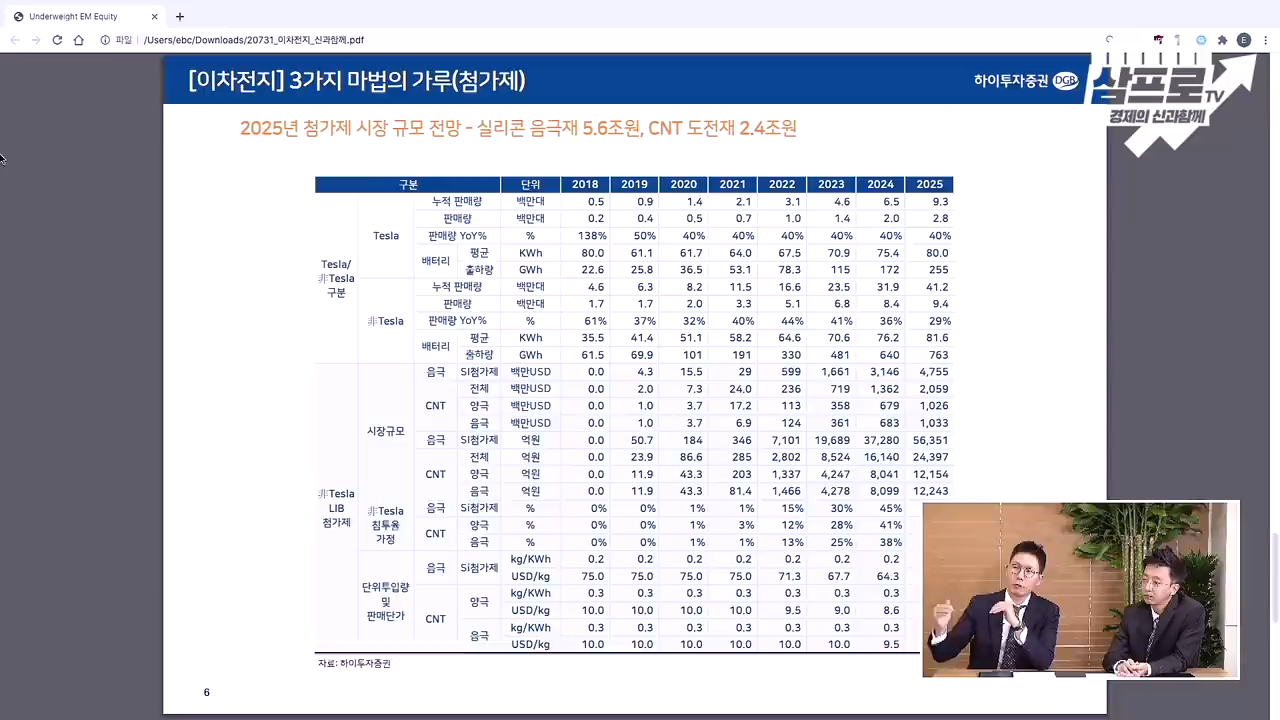 Underweight EM Equity
파일 /Users/ebc/Downloads/20731_이차전지_신과함께.pdf
E
[이차전지] 3가지 마법의 가루(첨가제)
하이투자증권 DGB
삼프로TV
경제의 신과함께
2025년 첨가제 시장 규모 전망 – 실리콘 음극재 5.6조원, CNT 도전재 2.4조원
구분 단위 2018 2019 2020 2021 2022 2023 2024 2025
Tesla/非Tesla 구분 Tesla 누적 판매량 백만대 0.5 0.9 1.4 2.1 3.1 4.6 6.5 9.3
판매량 백만대 0.2 0.4 0.5 0.7 1.0 1.4 2.0 2.8
판매량 YoY% % 138% 50% 40% 40% 40% 40% 40% 40%
배터리 평균 KWh 80.0 61.1 61.7 64.0 67.5 70.9 75.4 80.0
출하량 GWh 22.6 25.8 36.5 53.1 78.3 115 172 255
非Tesla 누적 판매량 백만대 4.6 6.3 8.2 11.5 16.6 23.5 31.9 41.2
판매량 백만대 1.7 1.7 2.0 3.3 5.1 6.8 8.4 9.4
판매량 YoY% % 61% 37% 32% 40% 44% 41% 36% 29%
배터리 평균 KWh 35.5 41.4 51.1 58.2 64.6 70.6 76.2 81.6
출하량 GWh 61.5 69.9 101 191 330 481 640 763
非Tesla LIB 첨가제 시장규모 음극 Si첨가제 백만USD 0.0 4.3 15.5 29 599 1,661 3,146 4,755
CNT 전체 백만USD 0.0 2.0 7.3 24.0 236 719 1,362 2,059
양극 백만USD 0.0 1.0 3.7 17.2 113 358 679 1,026
음극 백만USD 0.0 1.0 3.7 6.9 124 361 683 1,033
음극 Si첨가제 억원 0.0 50.7 184 346 7,101 19,689 37,280 56,351
CNT 전체 억원 0.0 23.9 86.6 285 2,802 8,524 16,140 24,397
양극 억원 0.0 11.9 43.3 203 1,337 4,247 8,041 12,154
음극 억원 0.0 11.9 43.3 81.4 1,466 4,278 8,099 12,243
非Tesla 침투율 가정 음극 Si첨가제 % 0% 0% 1% 1% 15% 30% 45%
CNT 양극 % 0% 0% 1% 3% 12% 28% 41%
음극 % 0% 0% 1% 1% 13% 25% 38%
단위투입량 및 판매단가 음극 Si첨가제 kg/KWh 0.2 0.2 0.2 0.2 0.2 0.2 0.2
USD/kg 75.0 75.0 75.0 75.0 71.3 67.7 64.3
CNT 양극 kg/KWh 0.3 0.3 0.3 0.3 0.3 0.3 0.3
USD/kg 10.0 10.0 10.0 10.0 9.5 9.0 8.6
음극 kg/KWh 0.3 0.3 0.3 0.3 0.3 0.3 0.3
USD/kg 10.0 10.0 10.0 10.0 10.0 10.0 9.5
자료: 하이투자증권
6